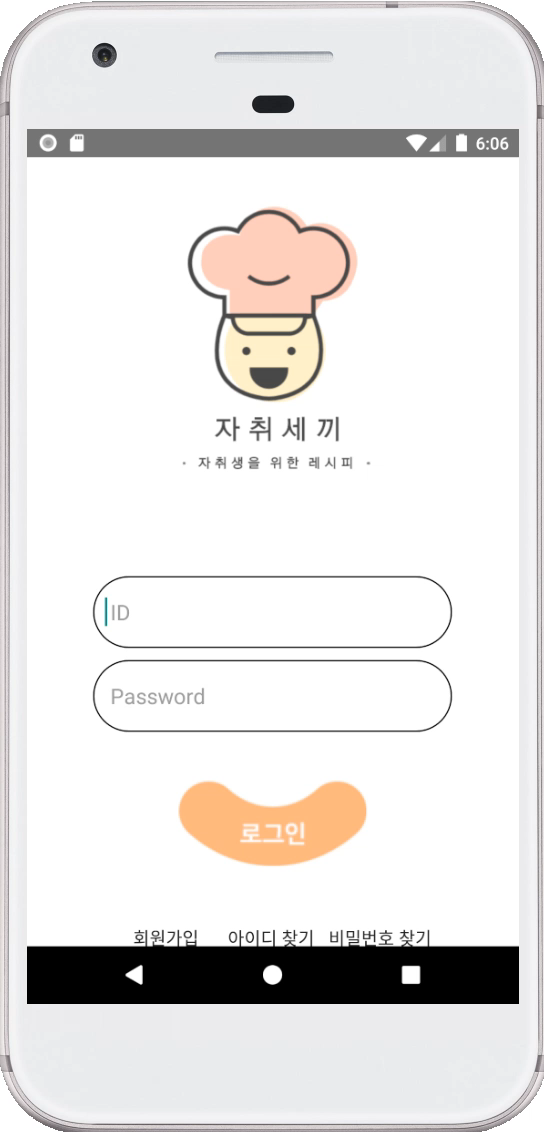 6:06
자취세끼
- 자취생을 위한 레시피 -
ID
Password
로그인
회원가입 아이디 찾기 비밀번호 찾기